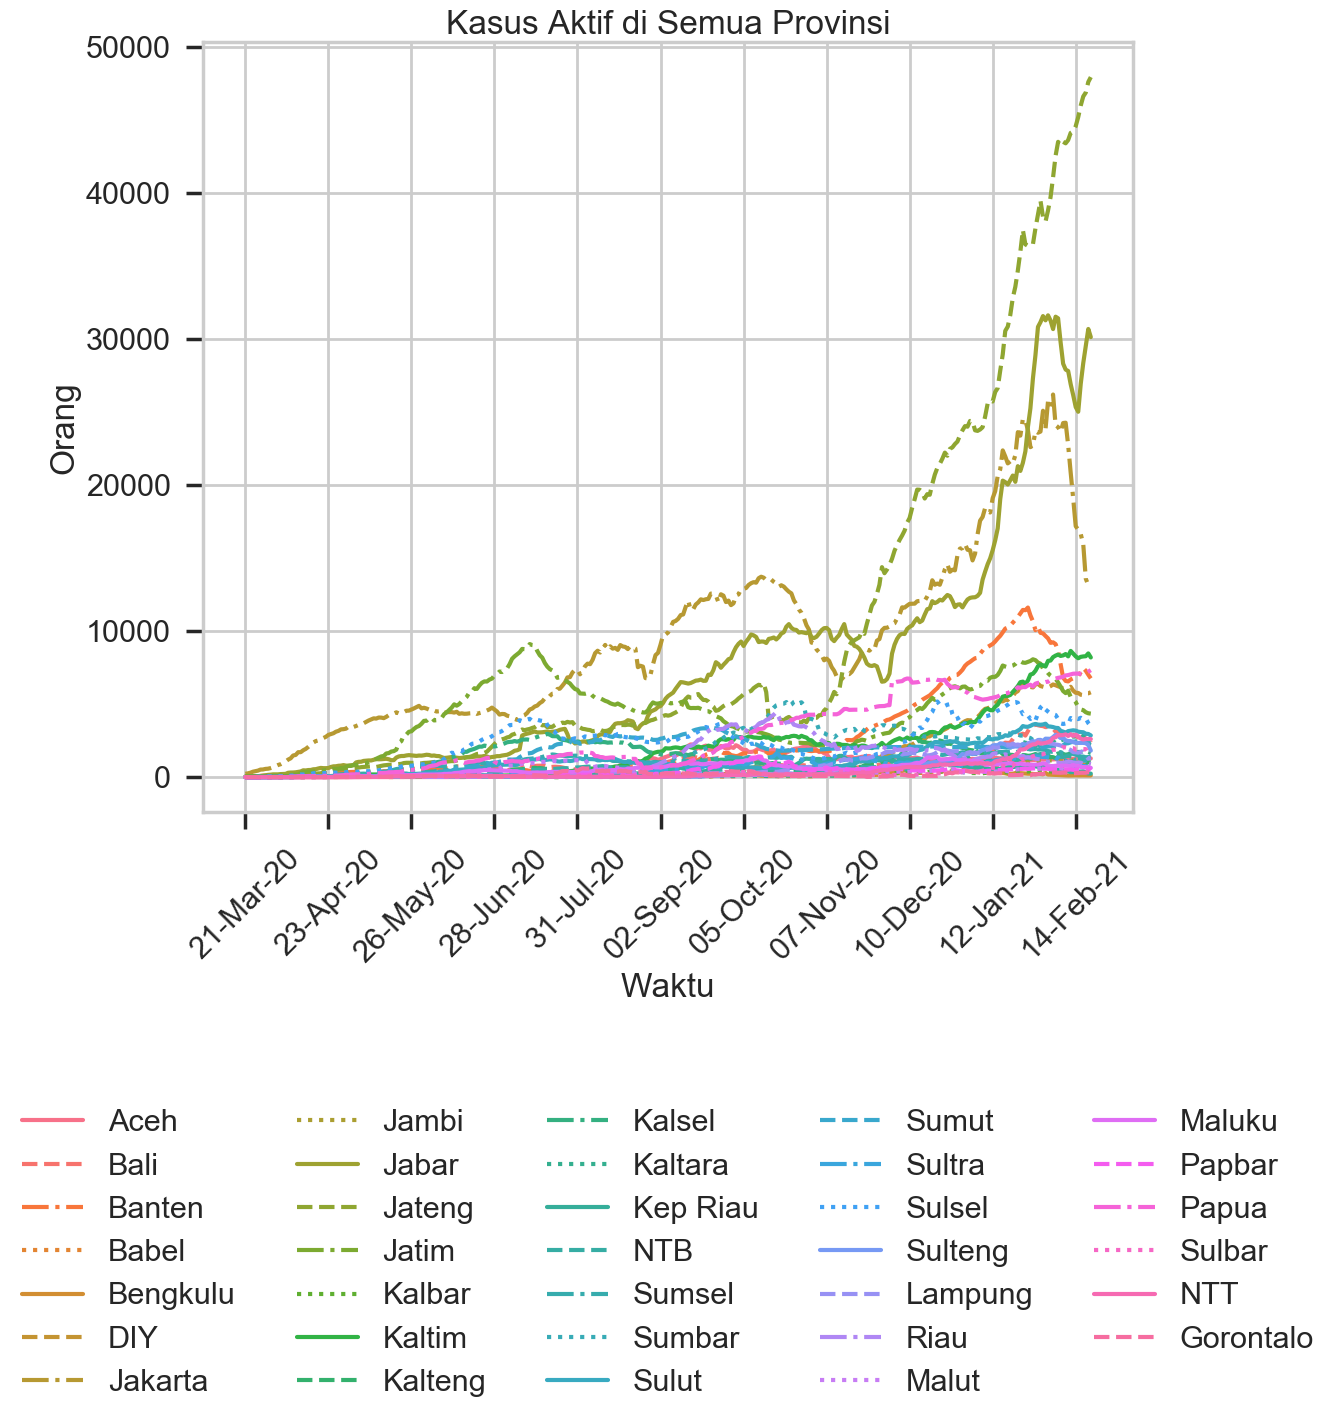 Kasus Aktif di Semua Provinsi
50000
40000
30000
20000
10000
0
Orang
21-Mar-20
23-Apr-20
26-May-20
28-Jun-20
31-Jul-20
02-Sep-20
05-Oct-20
07-Nov-20
10-Dec-20
12-Jan-21
14-Feb-21
Waktu
Aceh
Bali
Banten
Babel
Bengkulu
DIY
Jakarta
Jambi
Jabar
Jateng
Jatim
Kalbar
Kaltim
Kalteng
Kalsel
Kaltara
Kep Riau
NTB
Sumsel
Sumbar
Sulut
Sumut
Sultra
Sulsel
Sulteng
Lampung
Riau
Malut
Maluku
Papbar
Papua
Sulbar
NTT
Gorontalo